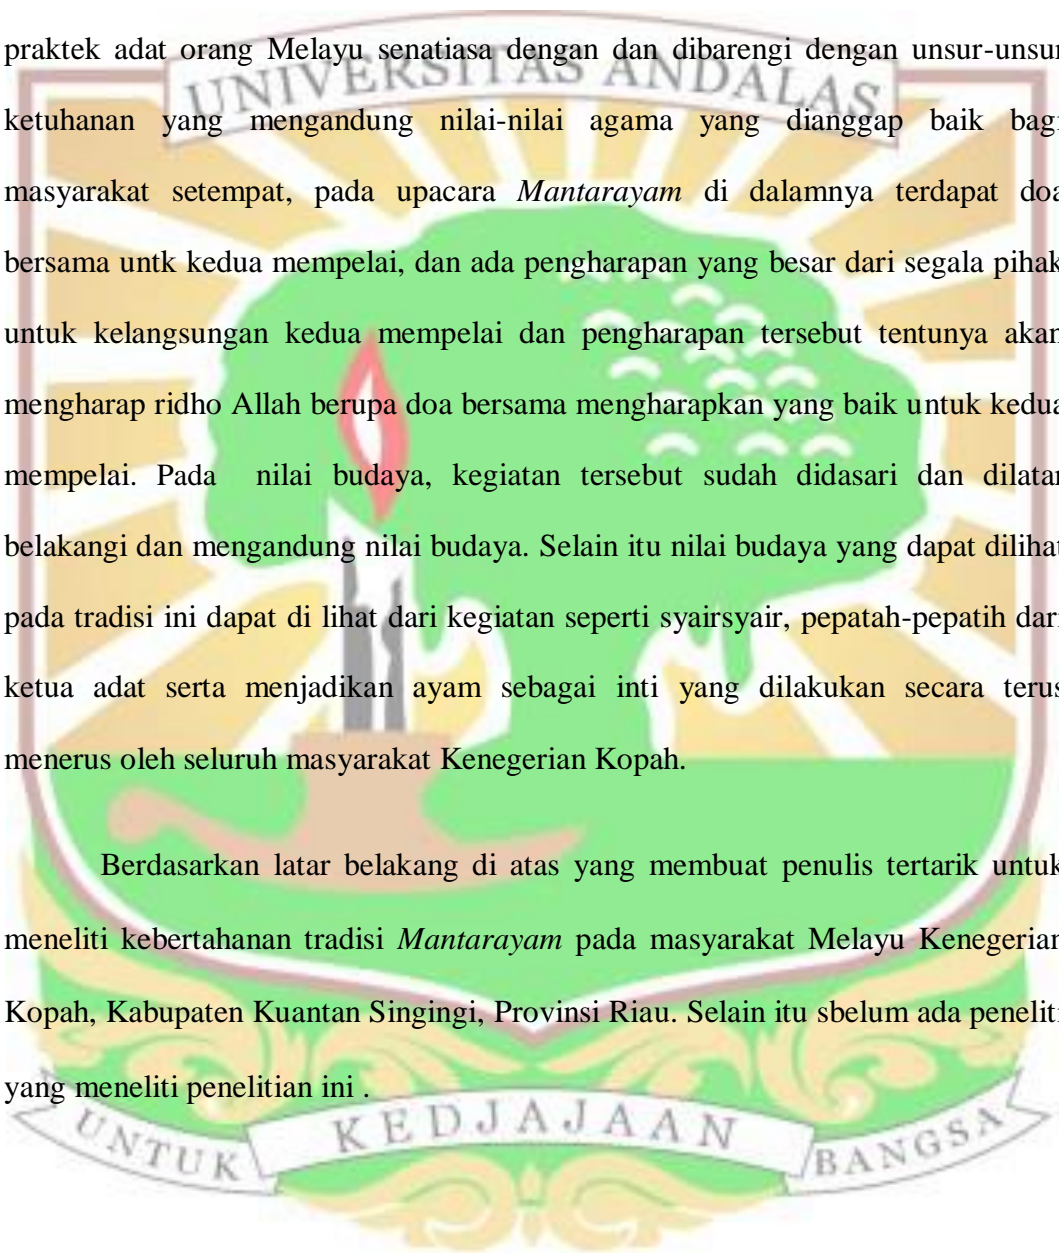 praktek adat orang Melayu senatiasa dengan dan dibarengi dengan unsur-unsur
UNIVERSITAS ANDALAS
ketuhanan yang mengandung nilai-nilai agama yang dianggap baik bagi
masyarakat setempat, pada upacara Mantarayam di dalamnya terdapat doa
bersama untk kedua mempelai, dan ada pengharapan yang besar dari segala pihak
untuk kelangsungan kedua mempelai dan pengharapan tersebut tentunya akan
mengharap ridho Allah berupa doa bersama mengharapkan yang baik untuk kedua
mempelai. Pada nilai budaya, kegiatan tersebut sudah didasari dan dilatar
belakangi dan mengandung nilai budaya. Selain itu nilai budaya yang dapat dilihat
pada tradisi ini dapat di lihat dari kegiatan seperti syairsyair, pepatah-pepatih dari
ketua adat serta menjadikan ayam sebagai inti yang dilakukan secara terus
menerus oleh seluruh masyarakat Kenegerian Kopah.
Berdasarkan latar belakang di atas yang membuat penulis tertarik untuk
meneliti kebertahanan tradisi Mantarayam pada masyarakat Melayu Kenegerian
Kopah, Kabupaten Kuantan Singingi, Provinsi Riau. Selain itu sbelum ada peneliti
yang meneliti penelitian ini .
UNTUK KEDJAJAAN BANGSA